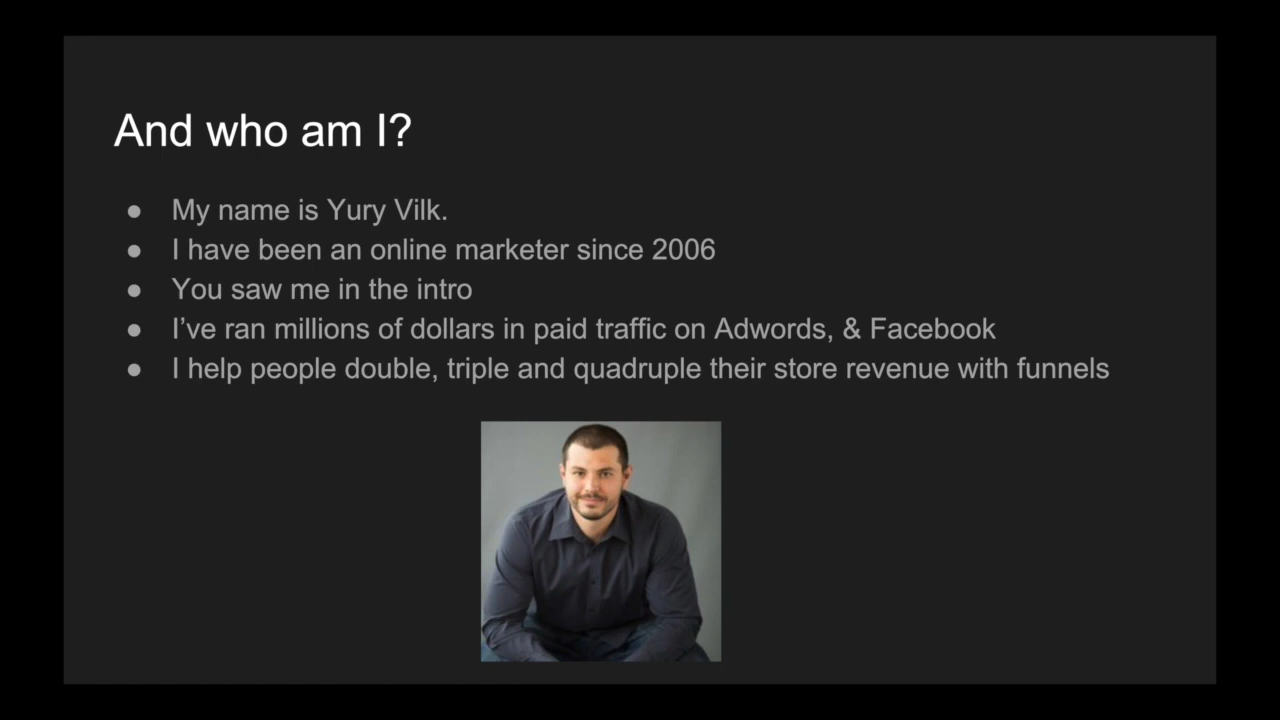 And who am I?
● My name is Yury Vilk.
● I have been an online marketer since 2006
● You saw me in the intro
● I’ve ran millions of dollars in paid traffic on Adwords, & Facebook
● I help people double, triple and quadruple their store revenue with funnels